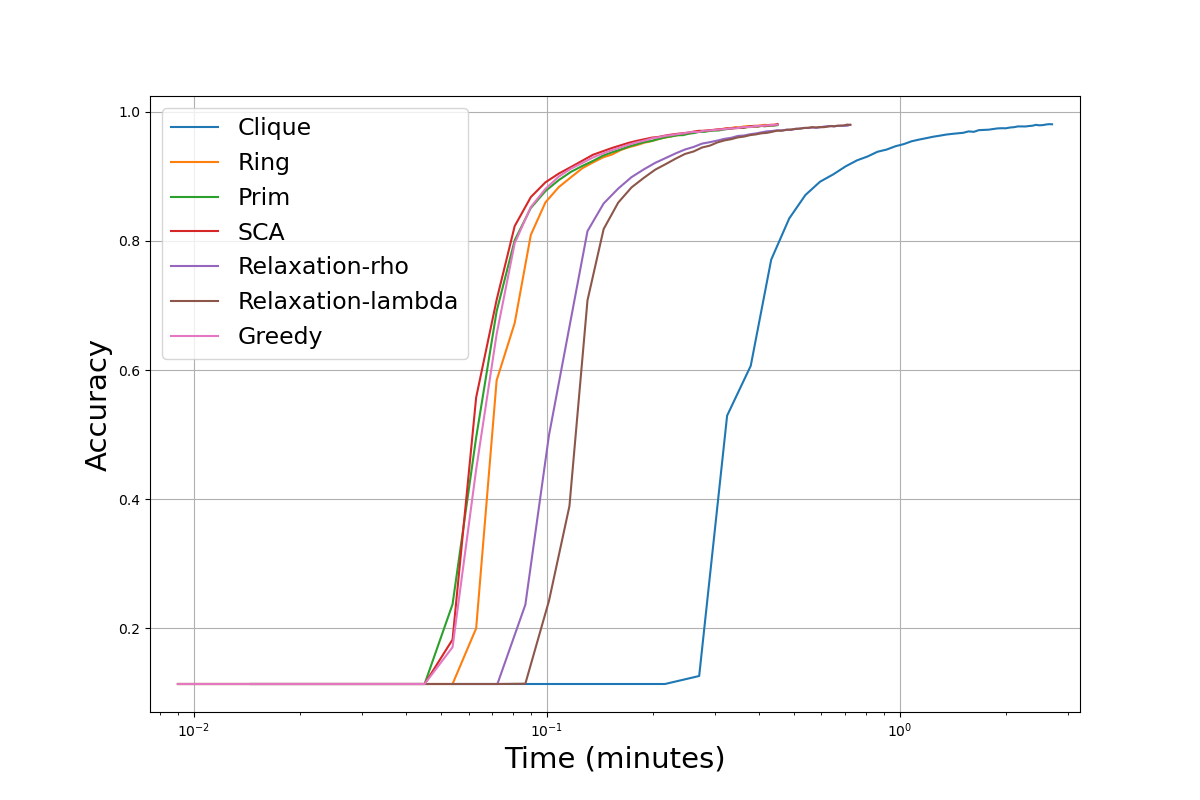 1.0
0.8
0.6
0.4
0.2
Accuracy
Clique
Ring
Prim
SCA
Relaxation-rho
Relaxation-lambda
Greedy
10⁻²
10⁻¹
10⁰
Time (minutes)